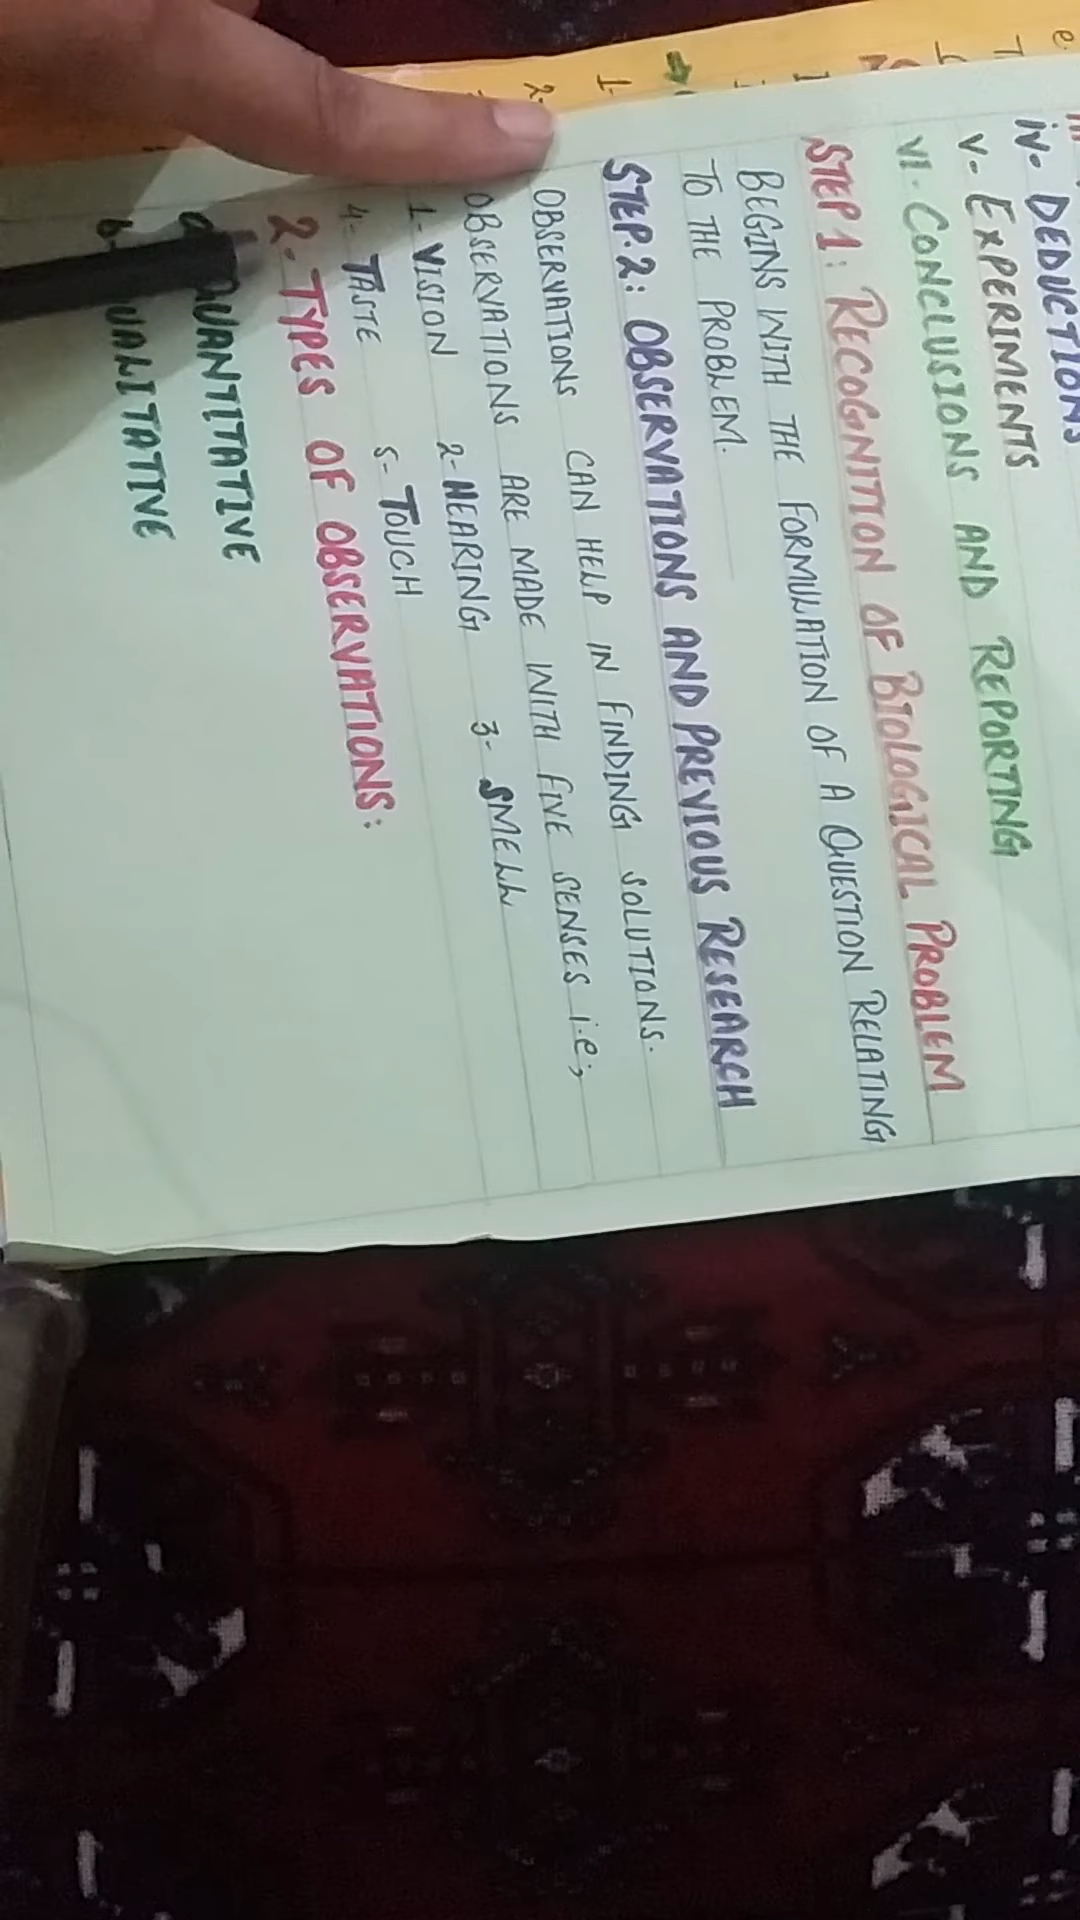 iv- DEDUCTIONS
v- EXPERIMENTS
vi- CONCLUSIONS AND REPORTING
STEP 1: RECOGNITION OF BIOLOGICAL PROBLEM
BEGINS WITH THE FORMULATION OF A QUESTION RELATING
TO THE PROBLEM.
STEP.2: OBSERVATIONS AND PREVIOUS RESEARCH
OBSERVATIONS CAN HELP IN FINDING SOLUTIONS.
OBSERVATIONS ARE MADE WITH FIVE SENSES i.e;
1- VISION 2- HEARING 3- SMELL
4- TASTE 5- TOUCH
2- TYPES OF OBSERVATIONS:
QUANTITATIVE
b- QUALITATIVE